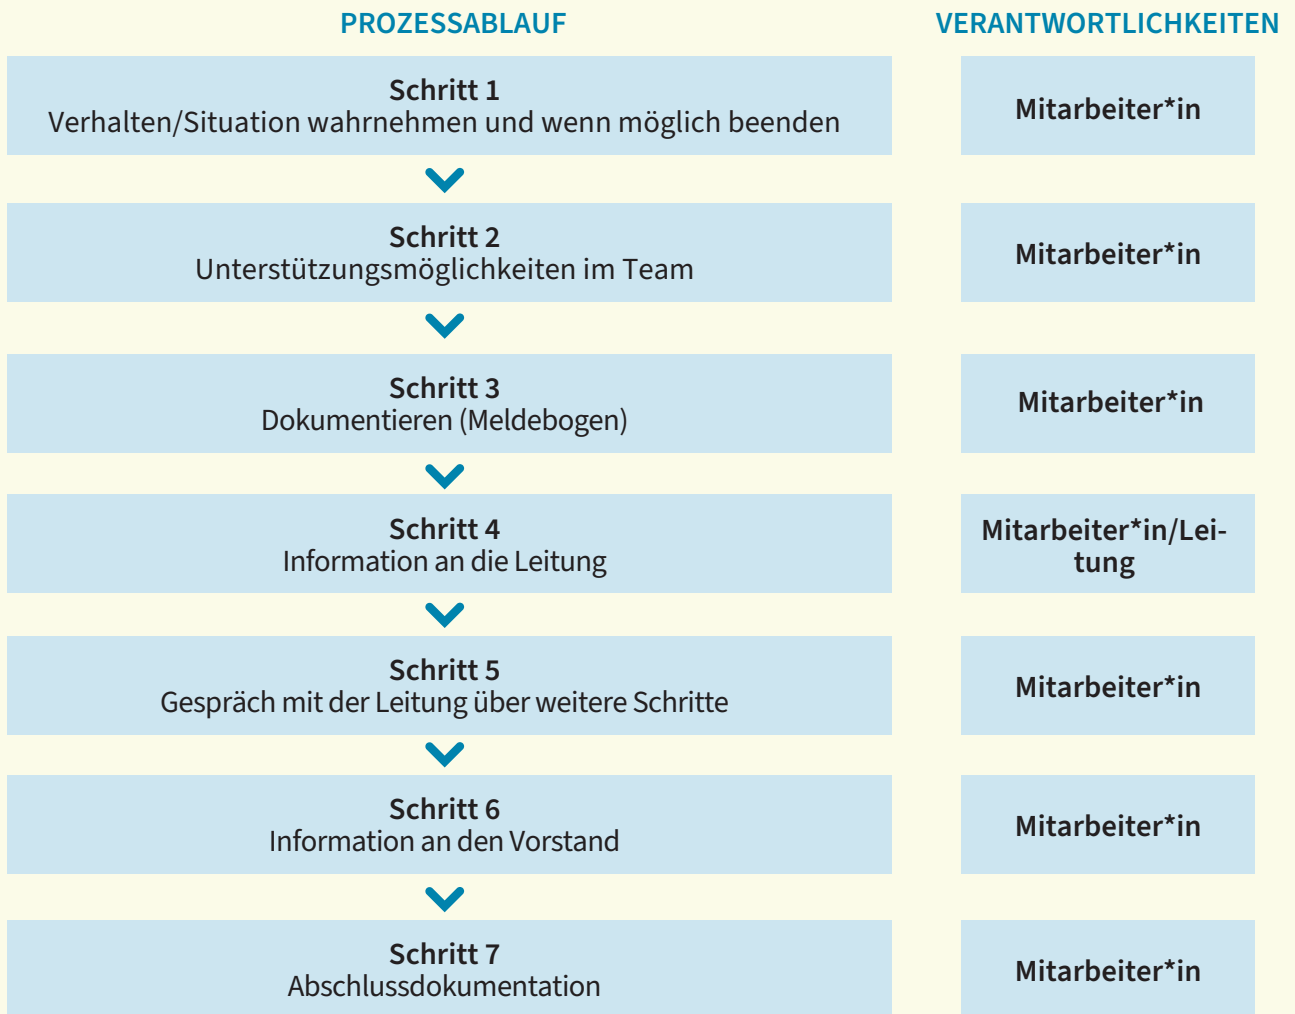 PROZESSABLAUF
VERANTWORTLICHKEITEN
Schritt 1
Verhalten/Situation wahrnehmen und wenn möglich beenden
Mitarbeiter*in
Schritt 2
Unterstützungsmöglichkeiten im Team
Mitarbeiter*in
Schritt 3
Dokumentieren (Meldebogen)
Mitarbeiter*in
Schritt 4
Information an die Leitung
Mitarbeiter*in/Lei-
tung
Schritt 5
Gespräch mit der Leitung über weitere Schritte
Mitarbeiter*in
Schritt 6
Information an den Vorstand
Mitarbeiter*in
Schritt 7
Abschlussdokumentation
Mitarbeiter*in